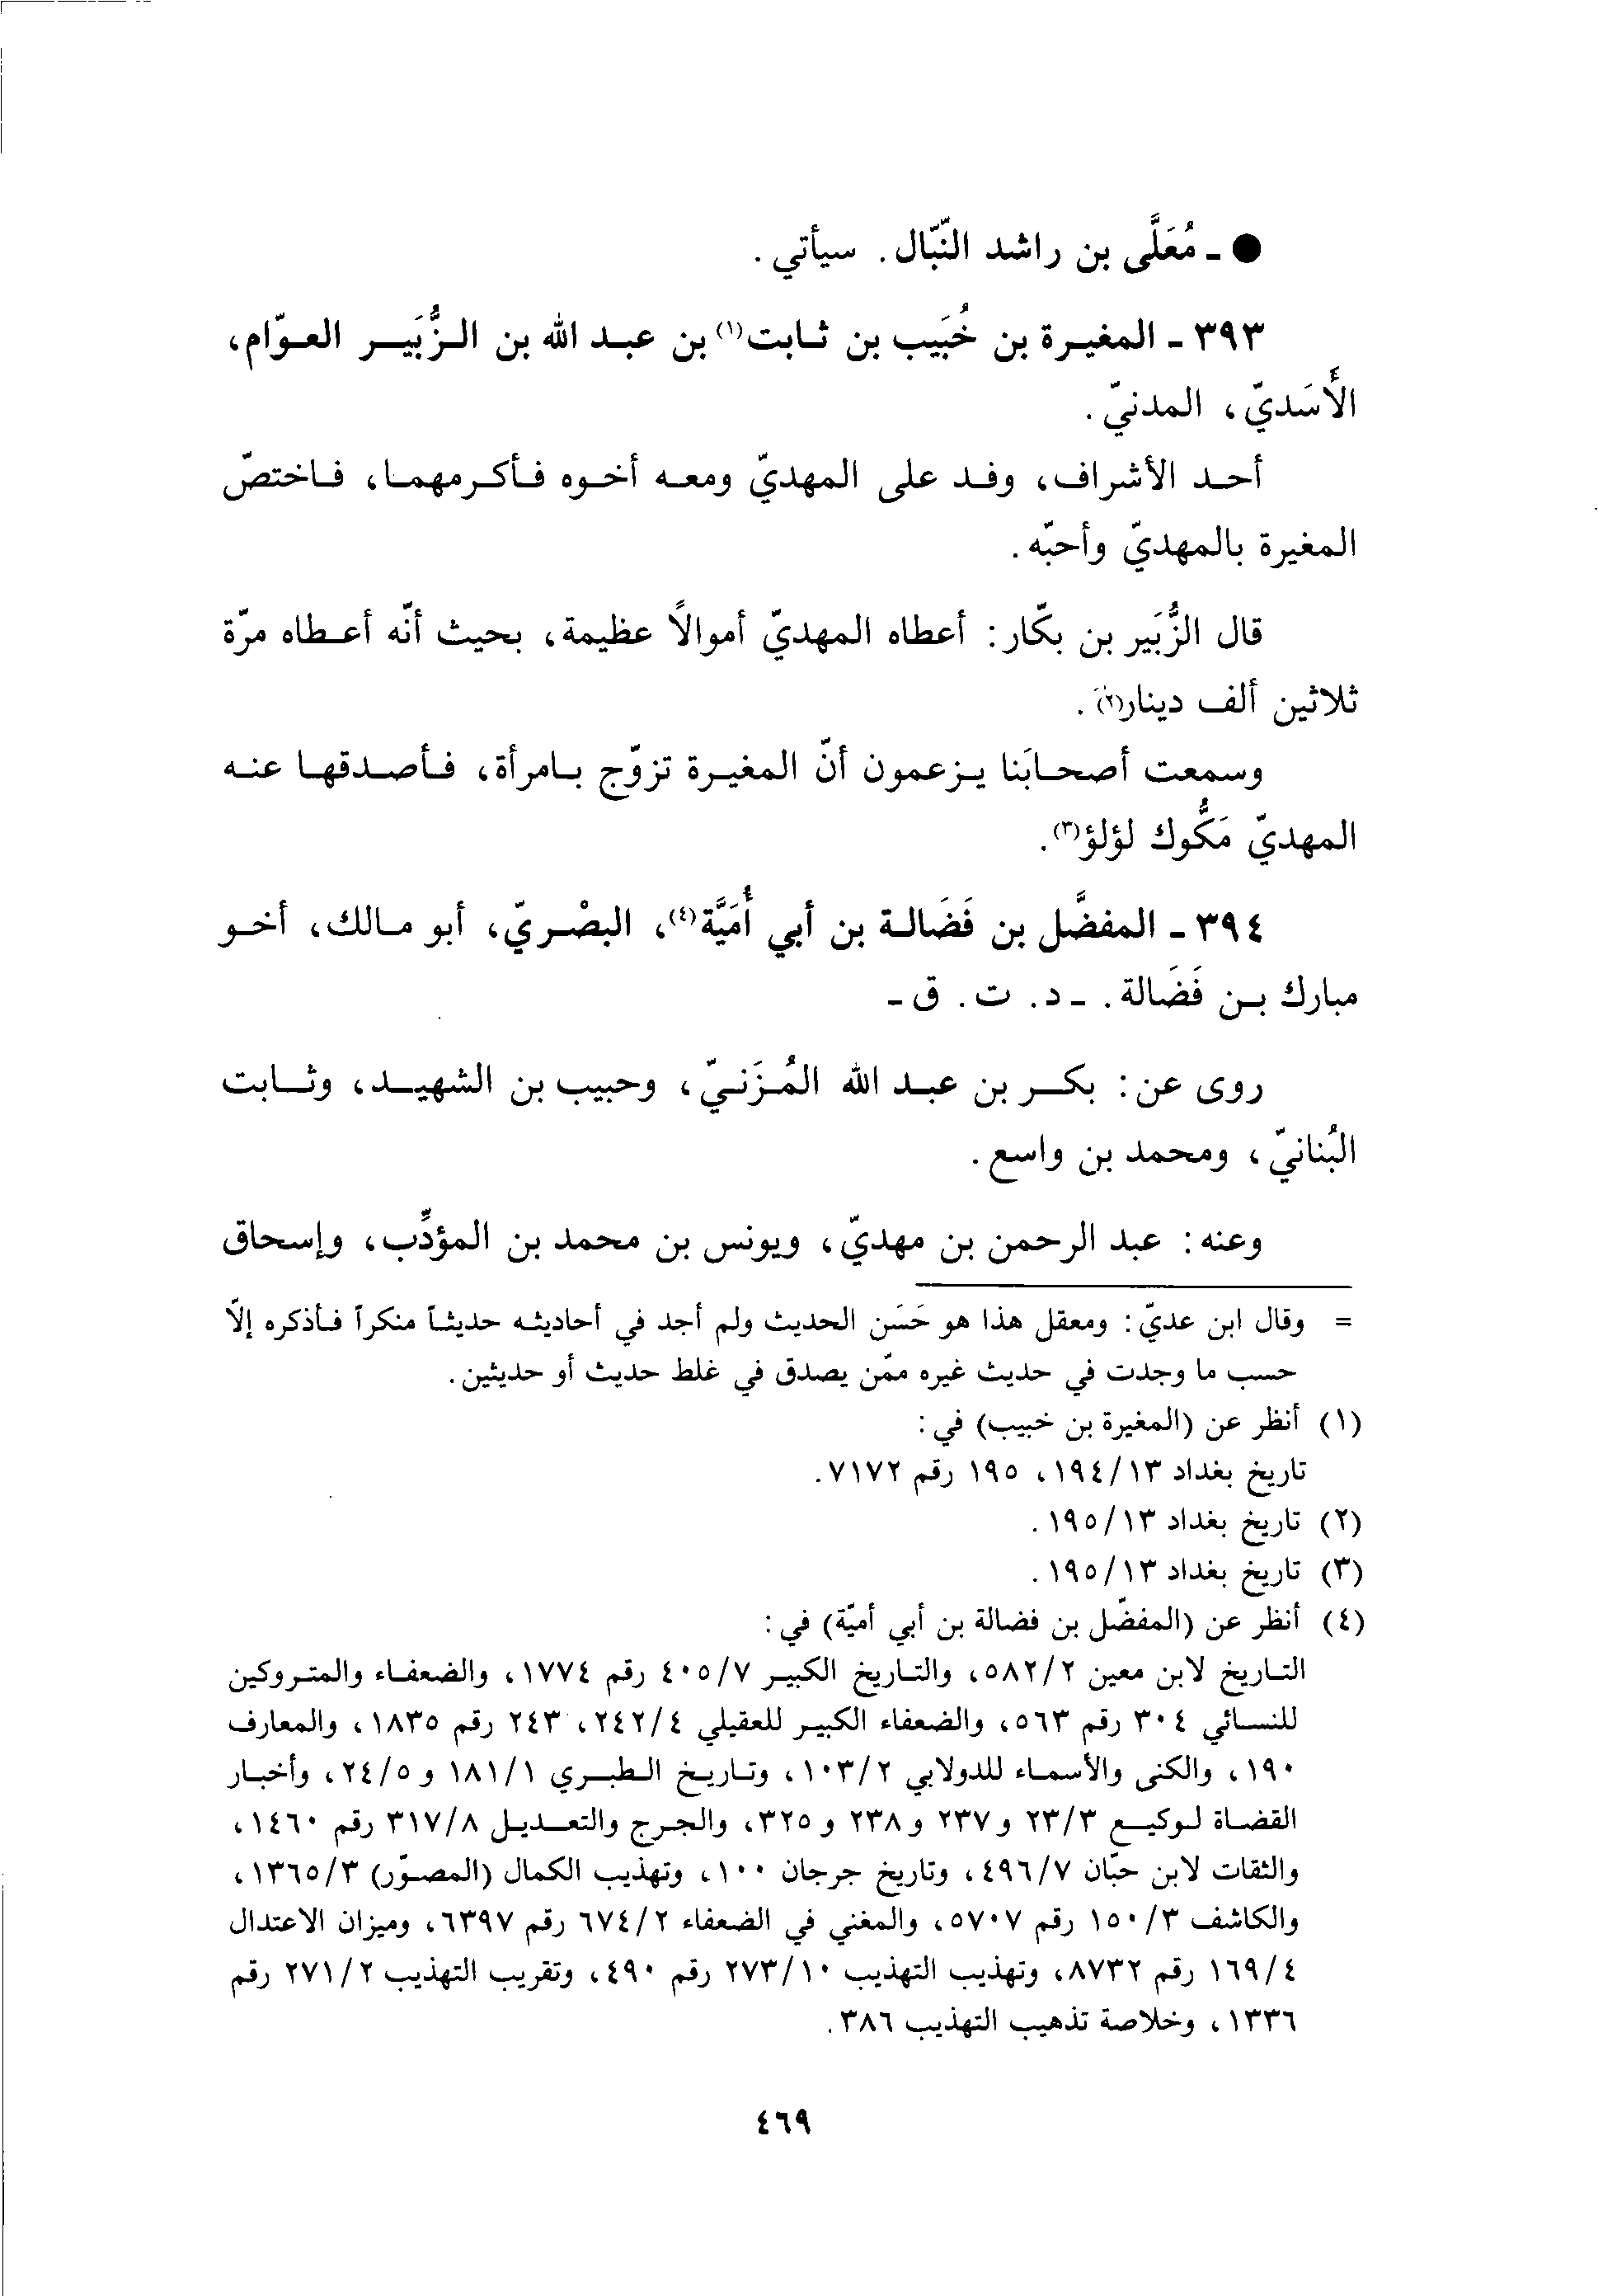 ● ـ مُعَلَّى بن راشد النّبّال. سيأتي.
٣٩٣ ـ المغيرة بن خُبَيب بن ثابت(١) بن عبد الله بن الزُّبَير العوّام،
الأَسَديّ، المدنيّ.
أحد الأشراف، وفد على المهديّ ومعه أخوه فأكرمهما، فاختصّ
المغيرة بالمهديّ وأحبّه.
قال الزُّبَير بن بكّار: أعطاه المهديّ أموالاً عظيمة، بحيث أنّه أعطاه مرّة
ثلاثين ألف دينار(٢).
وسمعت أصحابَنا يزعمون أنّ المغيرة تزوّج بامرأة، فأصدقها عنه
المهديّ مَكُّوك لؤلؤ(٣).
٣٩٤ ـ المفضَّل بن فَضَالة بن أبي أُمَيَّة(٤)، البصْريّ، أبو مالك، أخو
مبارك بن فَضَالة. ـ د. ت. ق ـ
روى عن: بكر بن عبد الله المُزَنيّ، وحبيب بن الشهيد، وثابت
البُنانيّ، ومحمد بن واسع.
وعنه: عبد الرحمن بن مهديّ، ويونس بن محمد بن المؤدِّب، وإسحاق
= وقال ابن عديّ: ومعقل هذا هو حَسَن الحديث ولم أجد في أحاديثه حديثاً منكراً فأذكره إلّا
حسب ما وجدت في حديث غيره ممّن يصدق في غلط حديث أو حديثين.
(١) أنظر عن (المغيرة بن خبيب) في:
تاريخ بغداد ١٣/١٩٤، ١٩٥ رقم ٧١٧٢.
(٢) تاريخ بغداد ١٣/١٩٥.
(٣) تاريخ بغداد ١٣/١٩٥.
(٤) أنظر عن (المفضّل بن فضالة بن أبي أميّة) في:
التاريخ لابن معين ٢/٥٨٢، والتاريخ الكبير ٧/٤٠٥ رقم ١٧٧٤، والضعفاء والمتروكين
للنسائي ٣٠٤ رقم ٥٦٣، والضعفاء الكبير للعقيلي ٤/٢٤٢، ٢٤٣ رقم ١٨٣٥، والمعارف
١٩٠، والكنى والأسماء للدولابي ٢/١٠٣، وتاريخ الطبري ١/١٨١ و ٥/٢٤، وأخبار
القضاة لوكيع ٣/٢٣ و ٢٣٧ و ٢٣٨ و ٣٢٥، والجرج والتعديل ٨/٣١٧ رقم ١٤٦٠،
والثقات لابن حبّان ٧/٤٩٦، وتاريخ جرجان ١٠٠، وتهذيب الكمال (المصوّر) ٣/١٣٦٥،
والكاشف ٣/١٥٠ رقم ٥٧٠٧، والمغني في الضعفاء ٢/٦٧٤ رقم ٦٣٩٧، وميزان الاعتدال
٤/١٦٩ رقم ٨٧٣٢، وتهذيب التهذيب ١٠/٢٧٣ رقم ٤٩٠، وتقريب التهذيب ٢/٢٧١ رقم
١٣٣٦، وخلاصة تذهيب التهذيب ٣٨٦.
٤٦٩